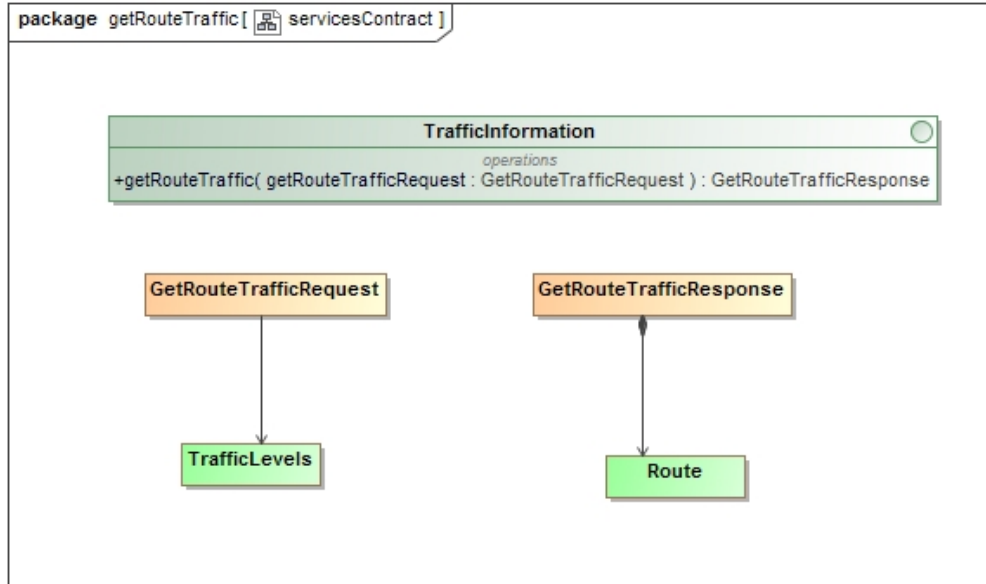 package getRouteTraffic[ servicesContract ]
TrafficInformation
operations
+getRouteTraffic( getRouteTrafficRequest : GetRouteTrafficRequest ) : GetRouteTrafficResponse
GetRouteTrafficRequest
GetRouteTrafficResponse
TrafficLevels
Route